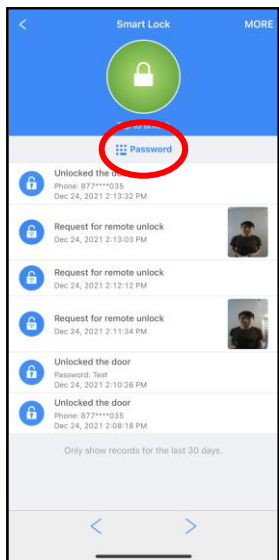 Smart Lock MORE
Password
Unlocked the
Phone: 877****035
Dec 24, 2021 2:13:32 PM
Request for remote unlock
Dec 24, 2021 2:13:03 PM
Request for remote unlock
Dec 24, 2021 2:12:12 PM
Request for remote unlock
Dec 24, 2021 2:11:34 PM
Unlocked the door
Password: Test
Dec 24, 2021 2:10:26 PM
Unlocked the door
Phone: 877****035
Dec 24, 2021 2:08:18 PM
Only show records for the last 30 days.